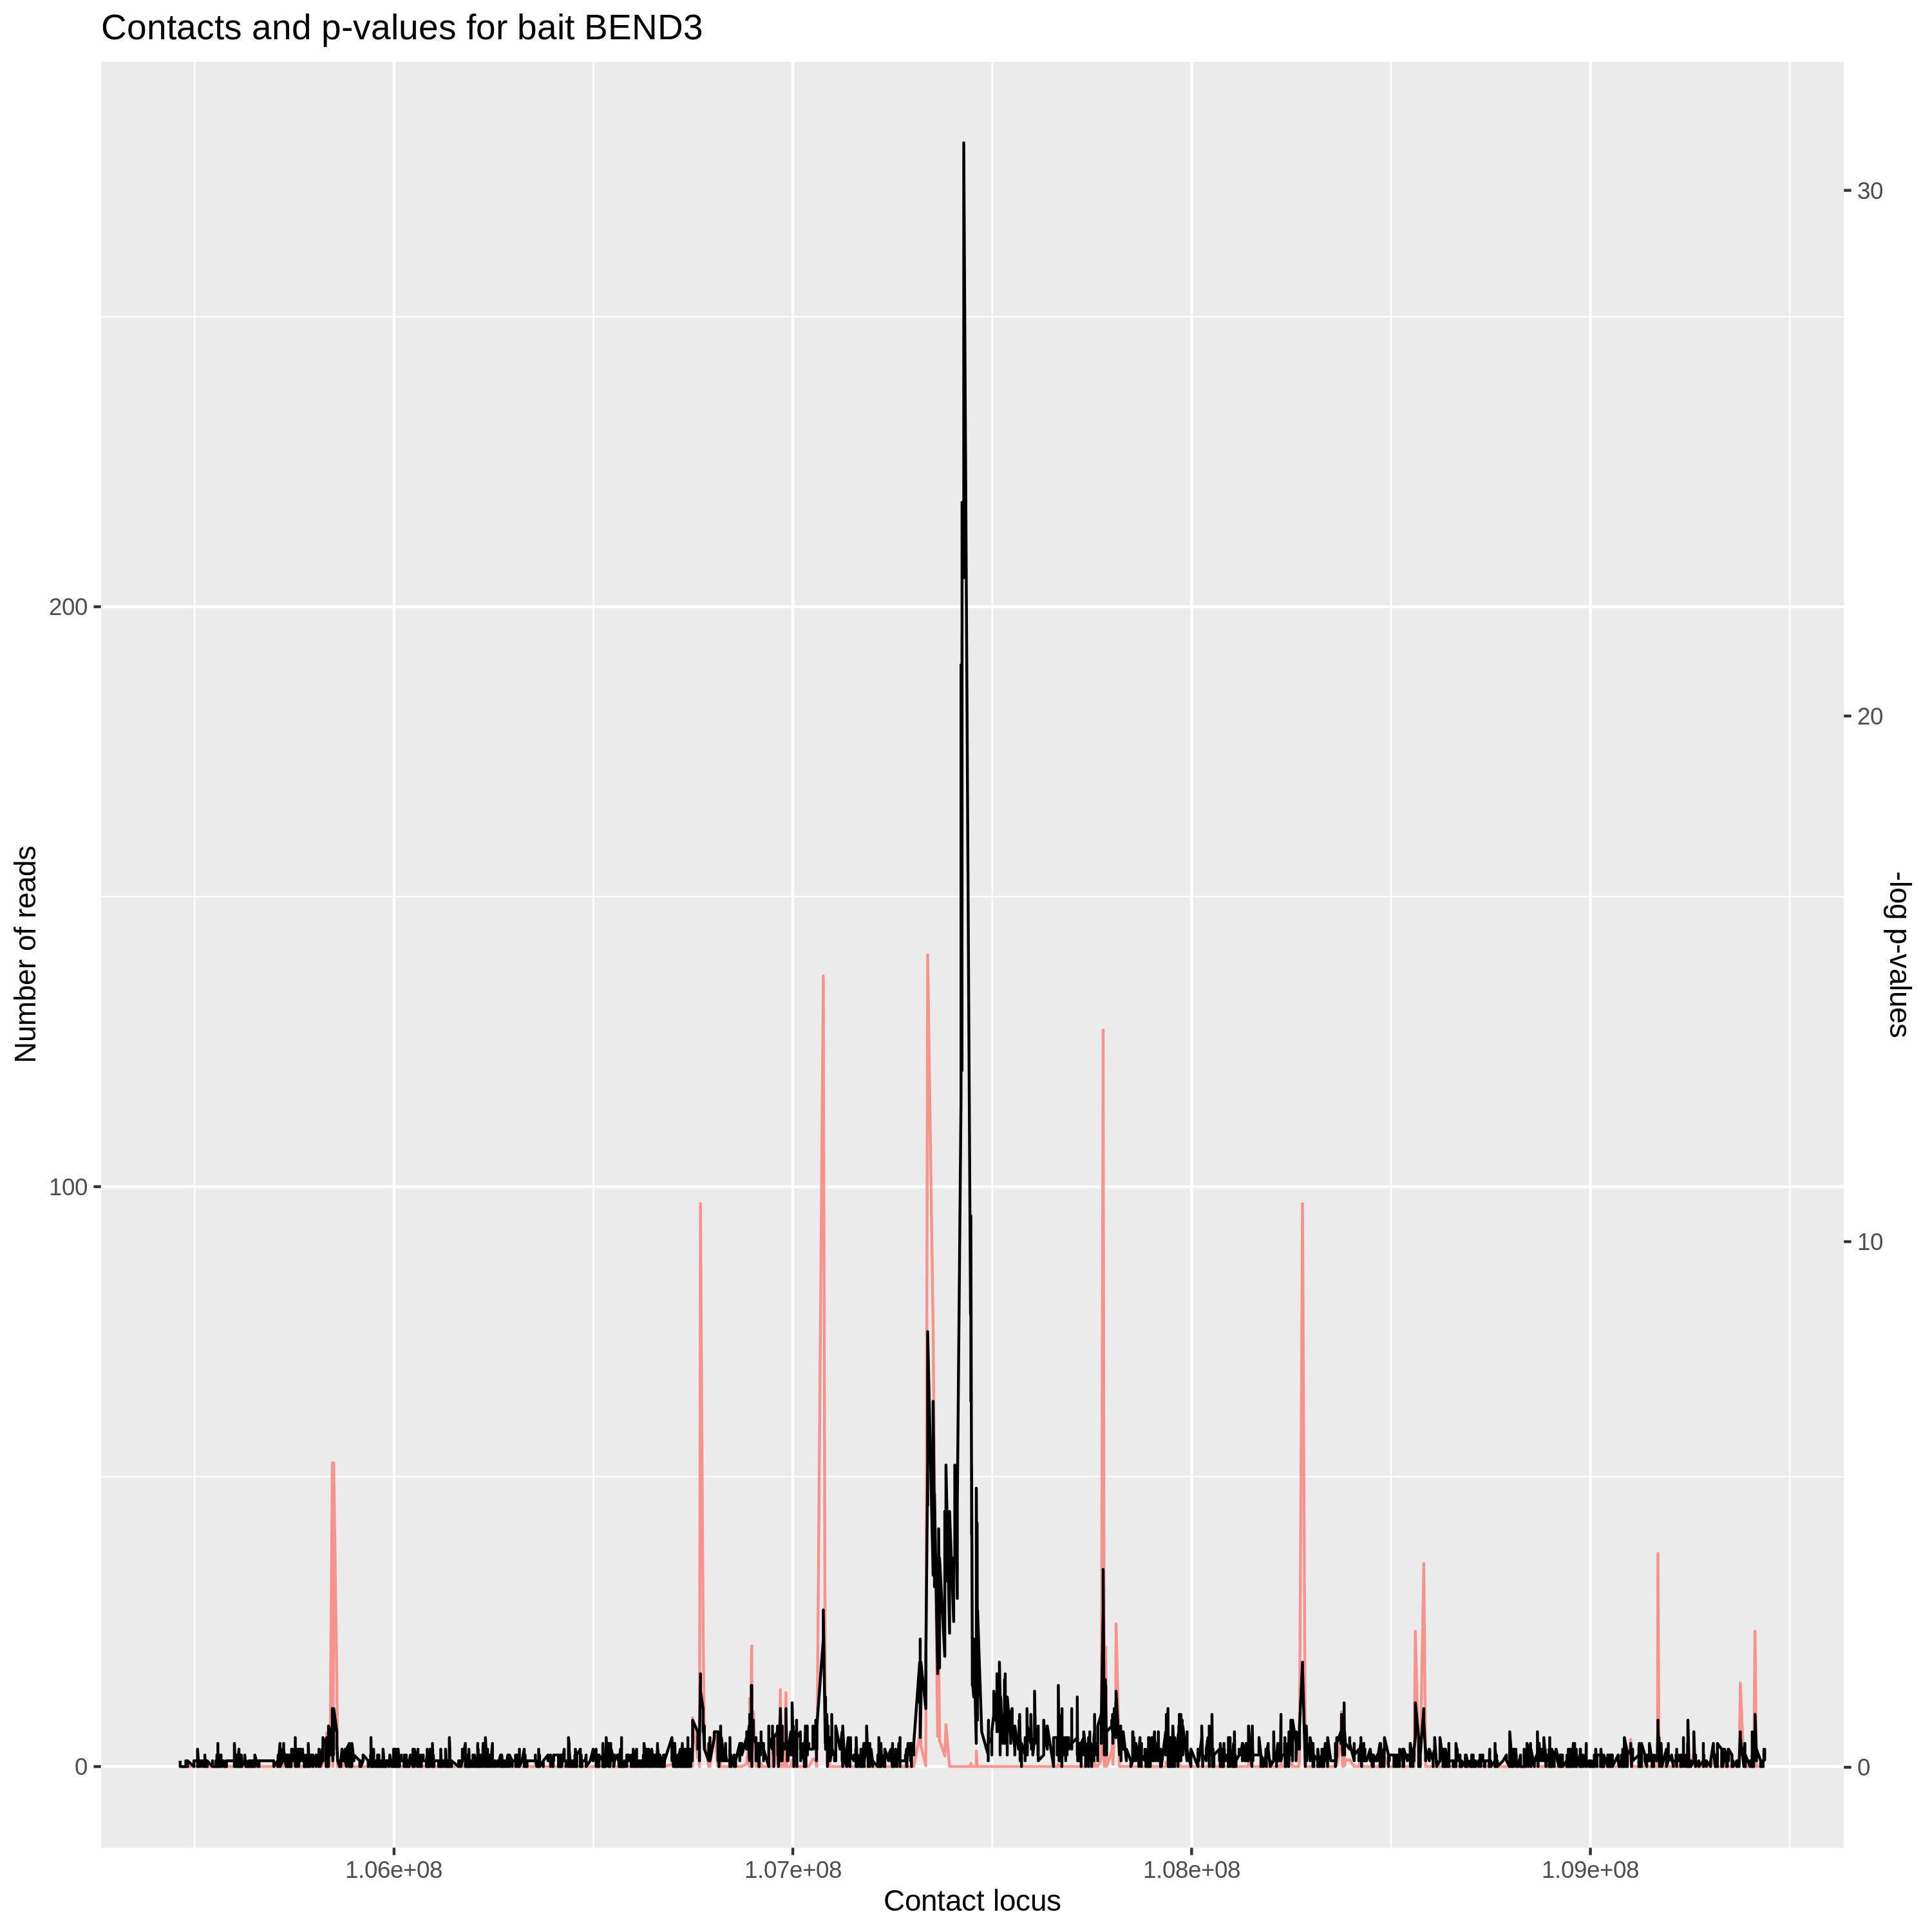 Contacts and p-values for bait BEND3
Number of reads
200
100
0
30
20
10
0
-log p-values
1.06e+08
1.07e+08
1.08e+08
1.09e+08
Contact locus